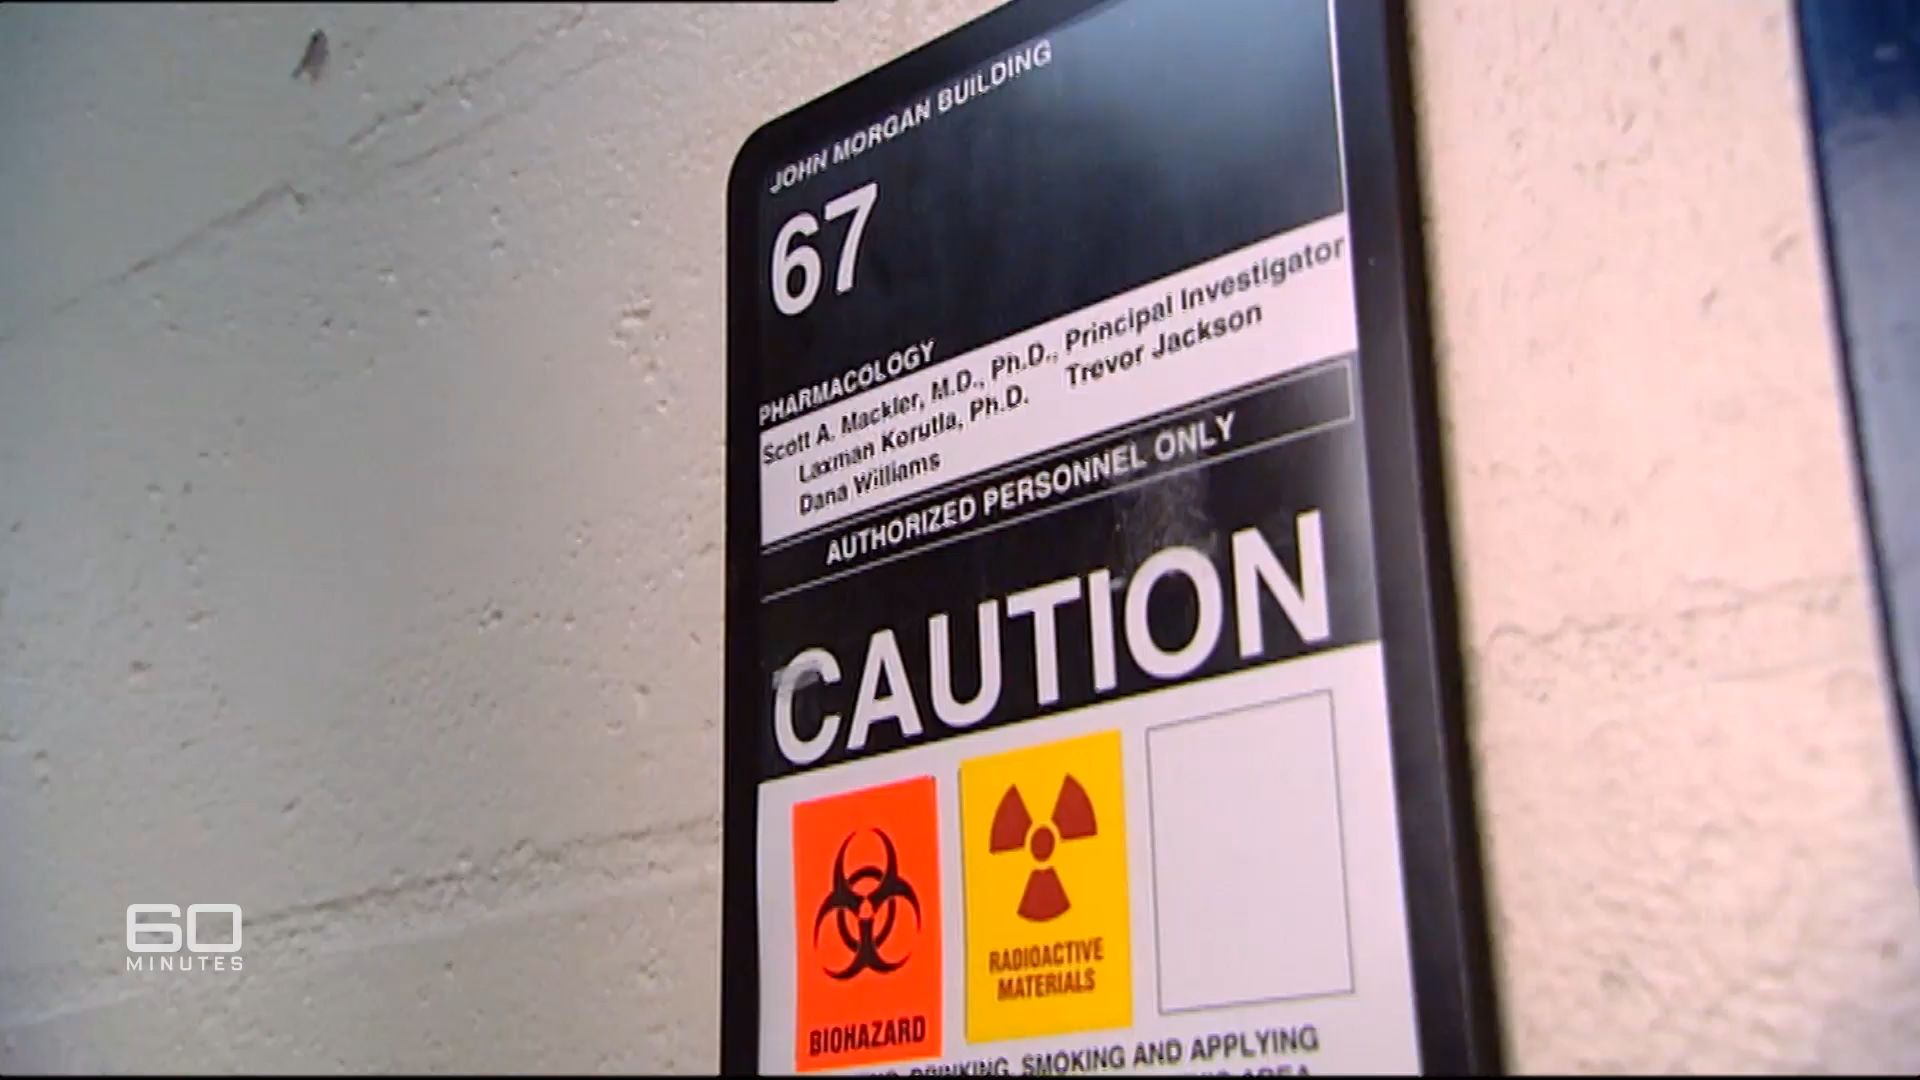 JOHN MORGAN BUILDING
67
PHARMACOLOGY
Scott A. Mackler, M.D., Ph.D., Principal Investigator
Laxman Korutla, Ph.D. Trevor Jackson
Dana Williams
AUTHORIZED PERSONNEL ONLY
CAUTION
BIOHAZARD
RADIOACTIVE
MATERIALS
DRINKING, SMOKING AND APPLYING
AREA
60
MINUTES